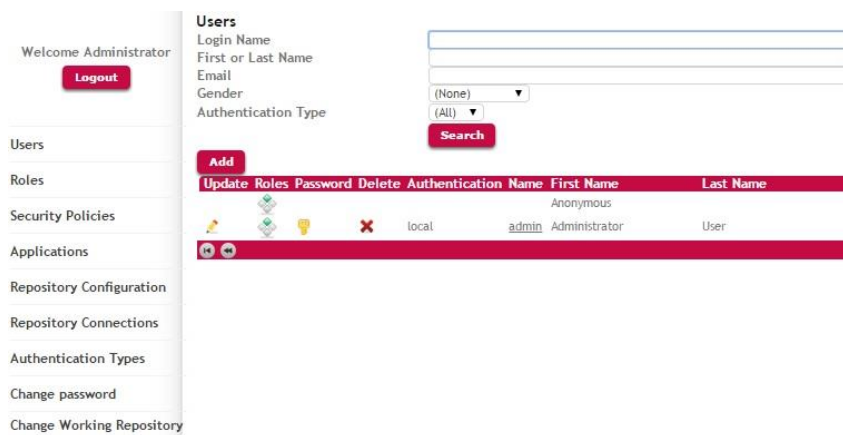 Welcome Administrator
Logout
Users
Roles
Security Policies
Applications
Repository Configuration
Repository Connections
Authentication Types
Change password
Change Working Repository
Users
Login Name
First or Last Name
Email
Gender (None)
Authentication Type (All)
Search
Add
Update Roles Password Delete Authentication Name First Name Last Name
Anonymous
local admin Administrator User